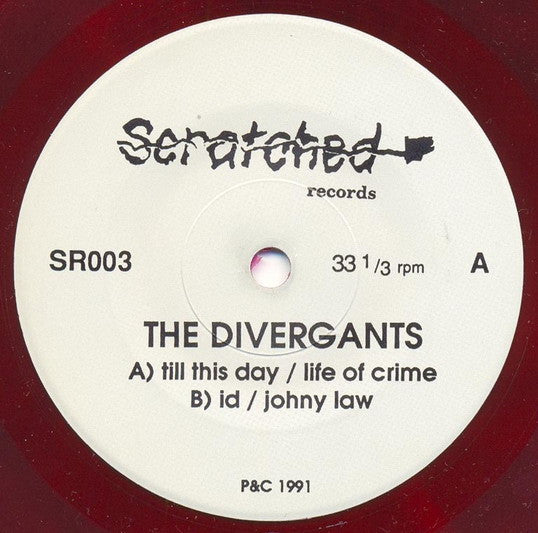 Scratched
records
SR003
33 1/3 rpm
A
THE DIVERGANTS
A) till this day / life of crime
B) id / johny law
P&C 1991